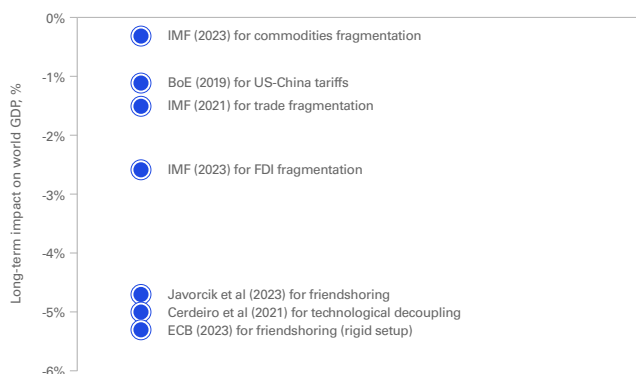 Long-term impact on world GDP, %
0%
IMF (2023) for commodities fragmentation
-1%
BoE (2019) for US-China tariffs
IMF (2021) for trade fragmentation
-2%
IMF (2023) for FDI fragmentation
-3%
-4%
Javorcik et al (2023) for friendshoring
-5%
Cerdeiro et al (2021) for technological decoupling
ECB (2023) for friendshoring (rigid setup)
-6%